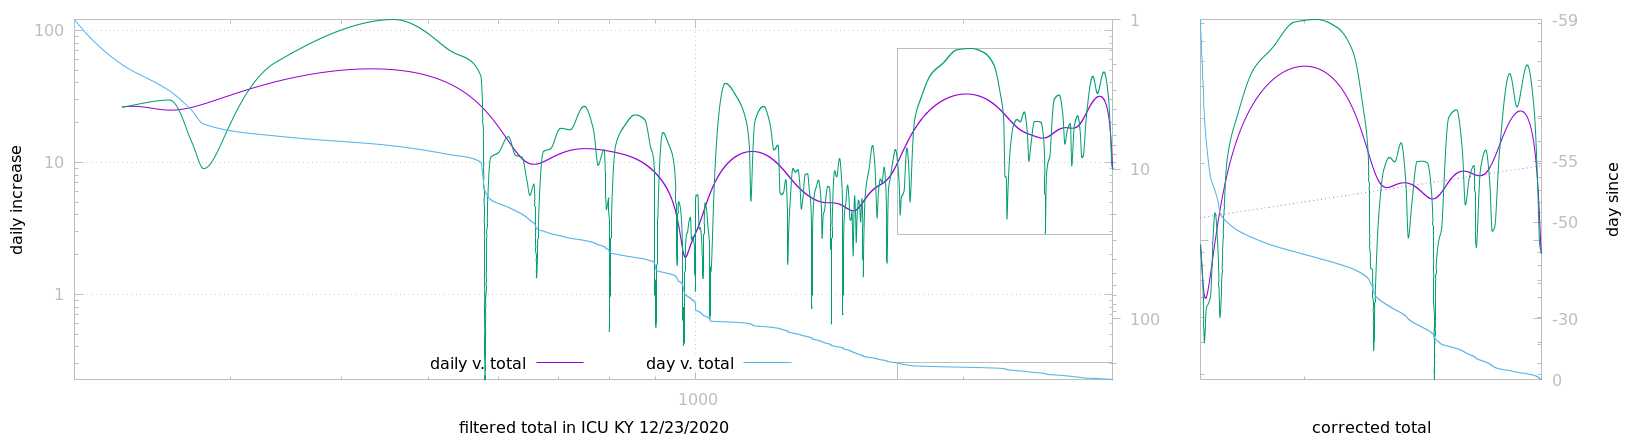 daily increase
100
10
1
daily v. total
day v. total
1000
filtered total in ICU KY 12/23/2020
1
10
100
-59
-55
-50
-30
0
day since
corrected total